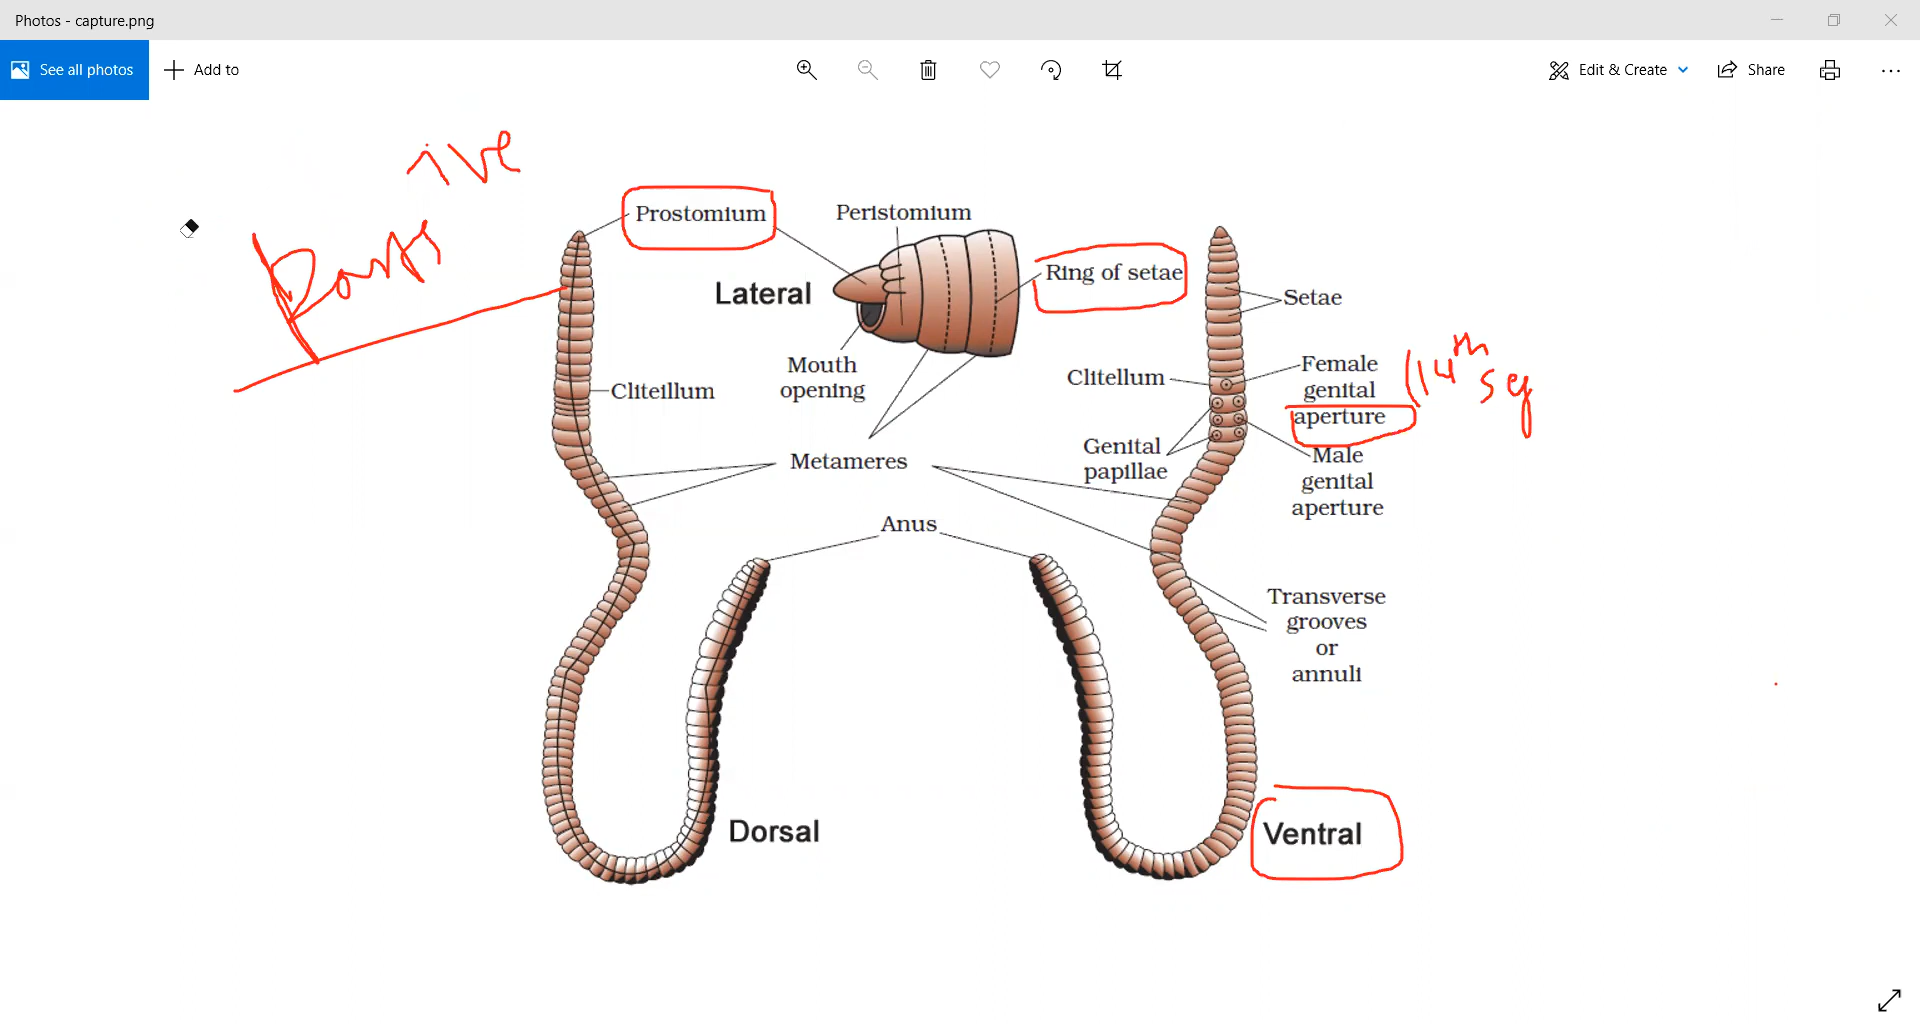 Photos - capture.png
See all photos
Add to
Edit & Create
Share
Prostomium
Peristomium
Ring of setae
Lateral
Setae
Mouth
opening
Cliteillum
Clitellum
Female
genital
aperture
14th
seg
Genital
papillae
Male
genital
aperture
Metameres
Anus
Transverse
grooves
or
annuli
Dorsal
Ventral